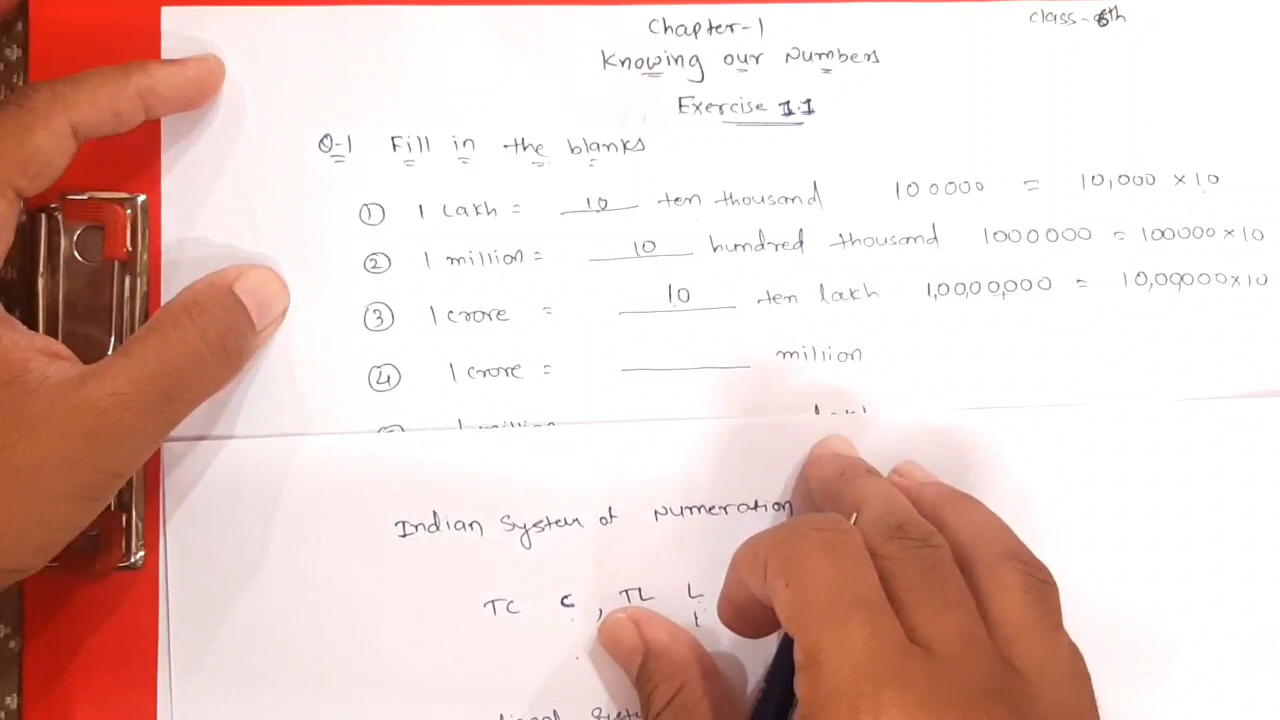 Chapter-1
Class-6th
Knowing our Numbers
Exercise 1.1
Q-1 Fill in the blanks
① 1 Lakh = 10 ten thousand 100000 = 10,000 × 10
② 1 million = 10 hundred thousand 1000000 = 100000 × 10
③ 1 crore = 10 ten lakh 1,00,00,000 = 10,00000 × 10
④ 1 crore = ______ million
1 million
Indian System of Numeration
TC C , TL L